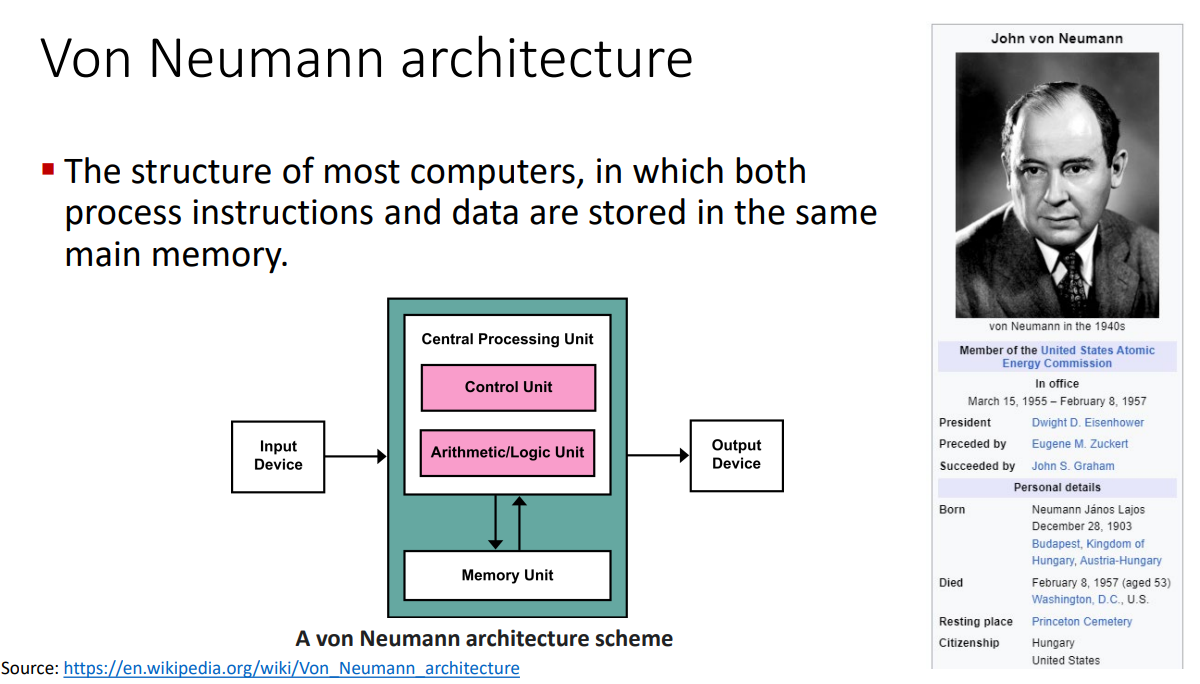 Von Neumann architecture
The structure of most computers, in which both
process instructions and data are stored in the same
main memory.
Central Processing Unit
Control Unit
Arithmetic/Logic Unit
Input
Device
Output
Device
Memory Unit
A von Neumann architecture scheme
Source: https://en.wikipedia.org/wiki/Von_Neumann_architecture
John von Neumann
von Neumann in the 1940s
Member of the United States Atomic
Energy Commission
In office
March 15, 1955 – February 8, 1957
President Dwight D. Eisenhower
Preceded by Eugene M. Zuckert
Succeeded by John S. Graham
Personal details
Born Neumann János Lajos
December 28, 1903
Budapest, Kingdom of
Hungary, Austria-Hungary
Died February 8, 1957 (aged 53)
Washington, D.C., U.S.
Resting place Princeton Cemetery
Citizenship Hungary
United States